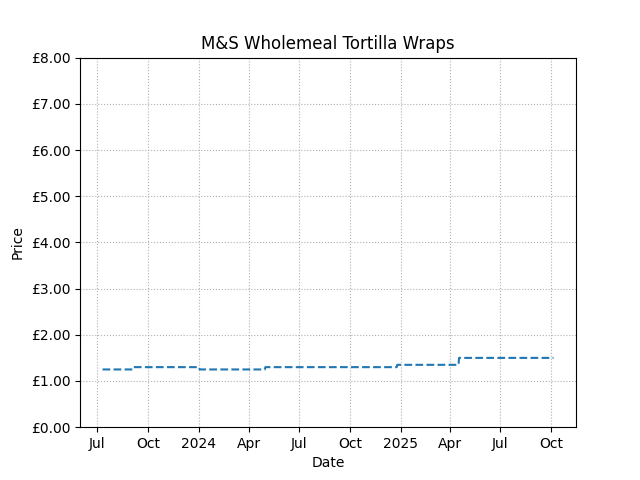 M&S Wholemeal Tortilla Wraps
£8.00
£7.00
£6.00
£5.00
£4.00
£3.00
£2.00
£1.00
£0.00
Price
Jul Oct 2024 Apr Jul Oct 2025 Apr Jul Oct
Date